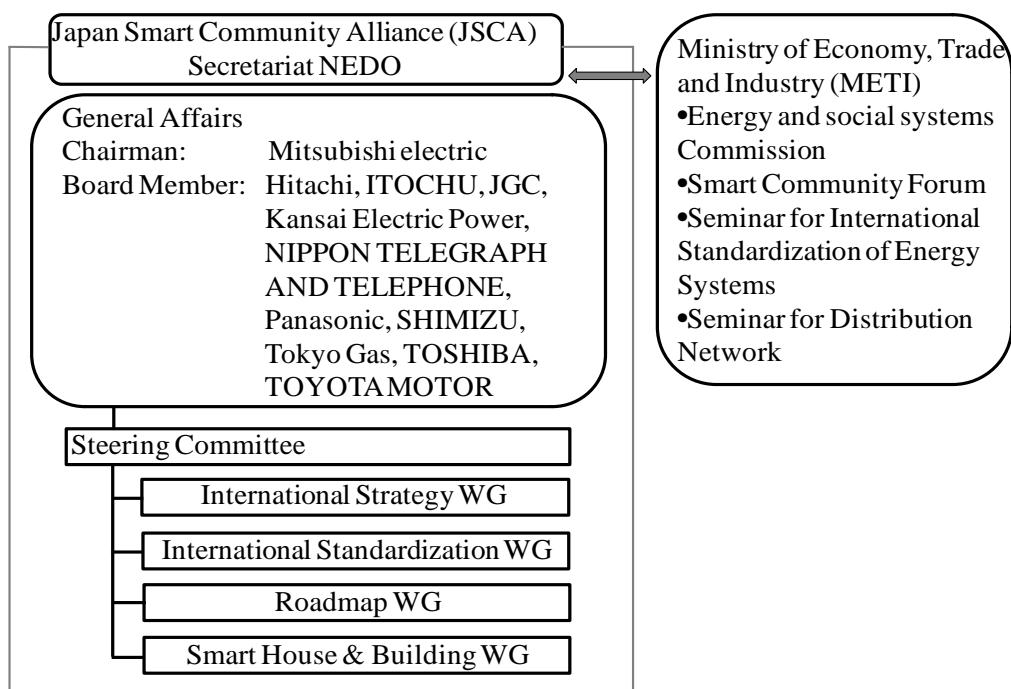 Japan Smart Community Alliance (JSCA)
Secretariat NEDO
General Affairs
Chairman: Mitsubishi electric
Board Member: Hitachi, ITOCHU, JGC,
Kansai Electric Power,
NIPPON TELEGRAPH
AND TELEPHONE,
Panasonic, SHIMIZU,
Tokyo Gas, TOSHIBA,
TOYOTA MOTOR
Steering Committee
International Strategy WG
International Standardization WG
Roadmap WG
Smart House & Building WG
Ministry of Economy, Trade
and Industry (METI)
•Energy and social systems
Commission
•Smart Community Forum
•Seminar for International
Standardization of Energy
Systems
•Seminar for Distribution
Network